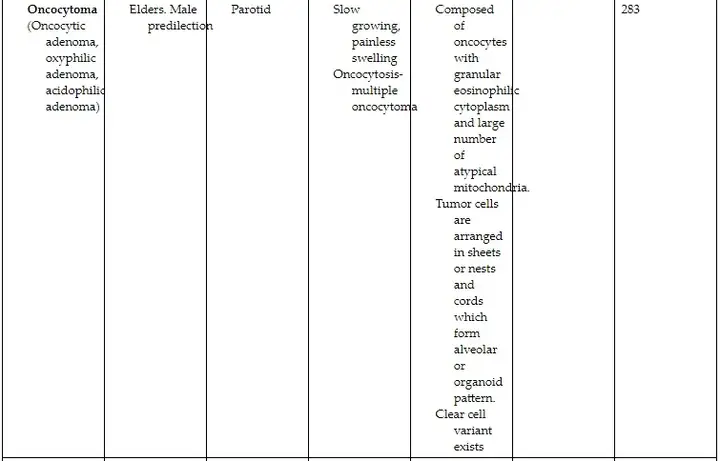 Oncocytoma
(Oncocytic
adenoma,
oxyphilic
adenoma,
acidophilic
adenoma)
Elders. Male
predilection
Parotid
Slow
growing,
painless
swelling
Oncocytosis-
multiple
oncocytoma
Composed
of
oncocytes
with
granular
eosinophilic
cytoplasm
and large
number
of
atypical
mitochondria.
Tumor cells
are
arranged
in sheets
or nests
and
cords
which
form
alveolar
or
organoid
pattern.
Clear cell
variant
exists
283